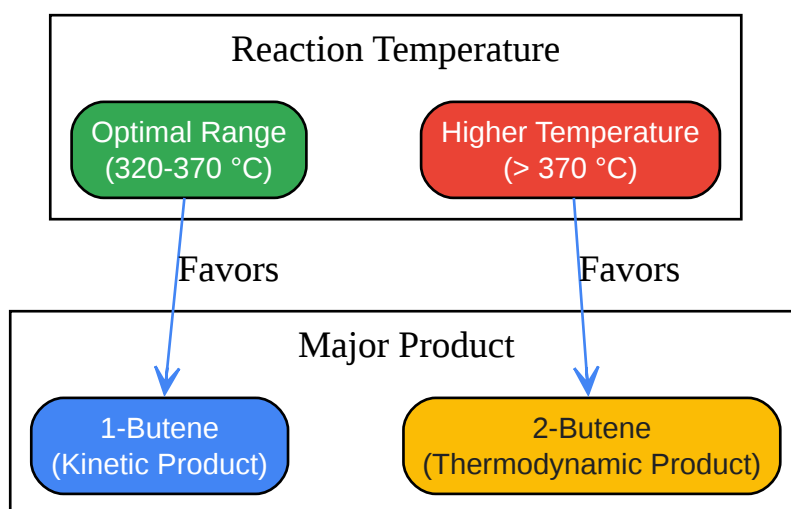 Reaction Temperature
Optimal Range
(320-370 °C)
Higher Temperature
(> 370 °C)
Favors
Favors
Major Product
1-Butene
(Kinetic Product)
2-Butene
(Thermodynamic Product)